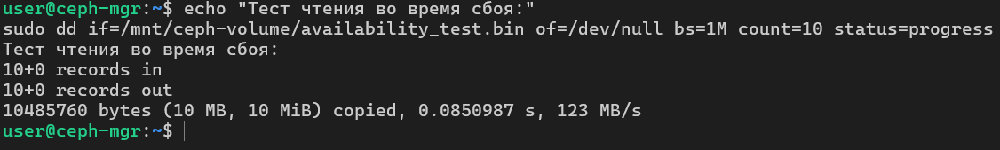 user@ceph-mgr:~$ echo "Тест чтения во время сбоя:"
sudo dd if=/mnt/ceph-volume/availability_test.bin of=/dev/null bs=1M count=10 status=progress
Тест чтения во время сбоя:
10+0 records in
10+0 records out
10485760 bytes (10 MB, 10 MiB) copied, 0.0850987 s, 123 MB/s
user@ceph-mgr:~$